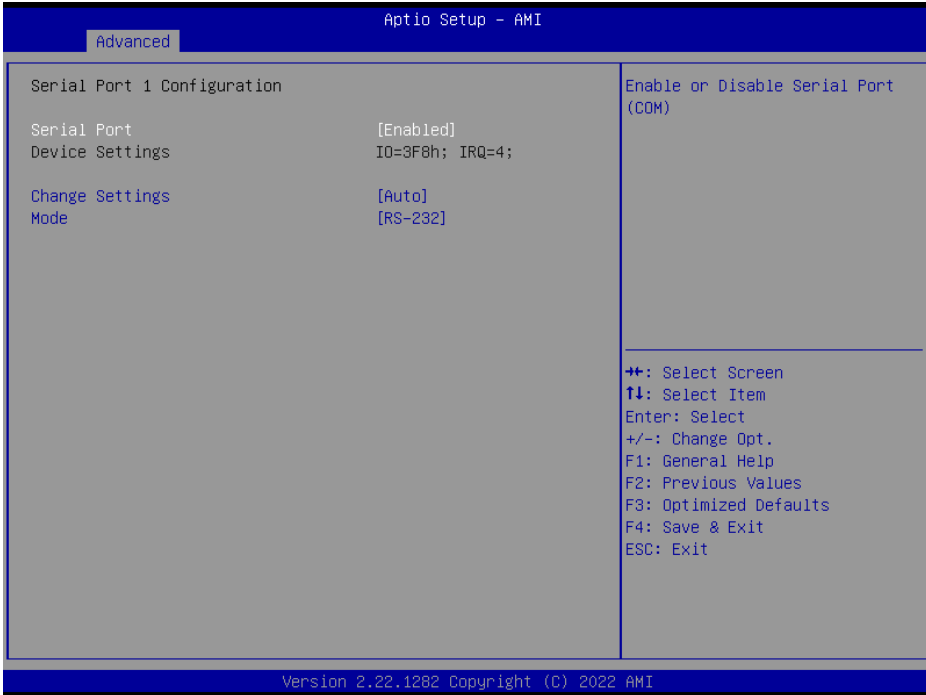 Aptio Setup – AMI
Advanced
Serial Port 1 Configuration
Serial Port [Enabled]
Device Settings IO=3F8h; IRQ=4;
Change Settings [Auto]
Mode [RS-232]
Enable or Disable Serial Port
(COM)
→←: Select Screen
↑↓: Select Item
Enter: Select
+/-: Change Opt.
F1: General Help
F2: Previous Values
F3: Optimized Defaults
F4: Save & Exit
ESC: Exit
Version 2.22.1282 Copyright (C) 2022 AMI